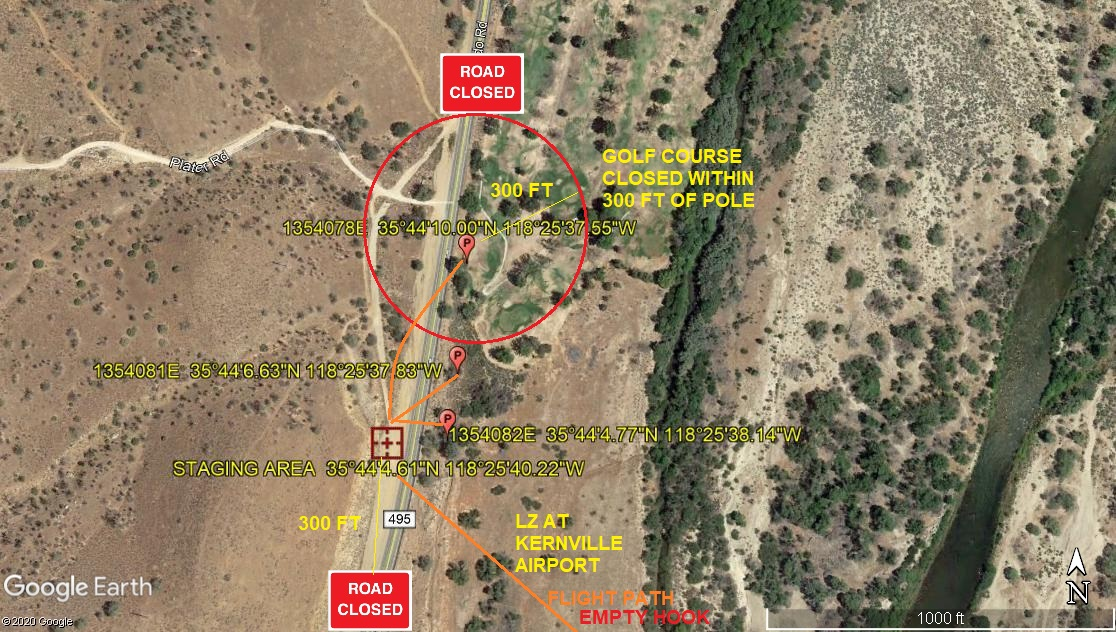 do Rd
ROAD
CLOSED
Plater Rd
GOLF COURSE
CLOSED WITHIN
300 FT OF POLE
300 FT
1354078E 35°44'10.00"N 118°25'37.55"W
P
P
1354081E 35°44'6.63"N 118°25'37.83"W
P
1354082E 35°44'4.77"N 118°25'38.14"W
STAGING AREA 35°44'4.61"N 118°25'40.22"W
300 FT
495
LZ AT
KERNVILLE
AIRPORT
Google Earth
ROAD
CLOSED
FLIGHT PATH
EMPTY HOOK
N
1000 ft
©2020 Google